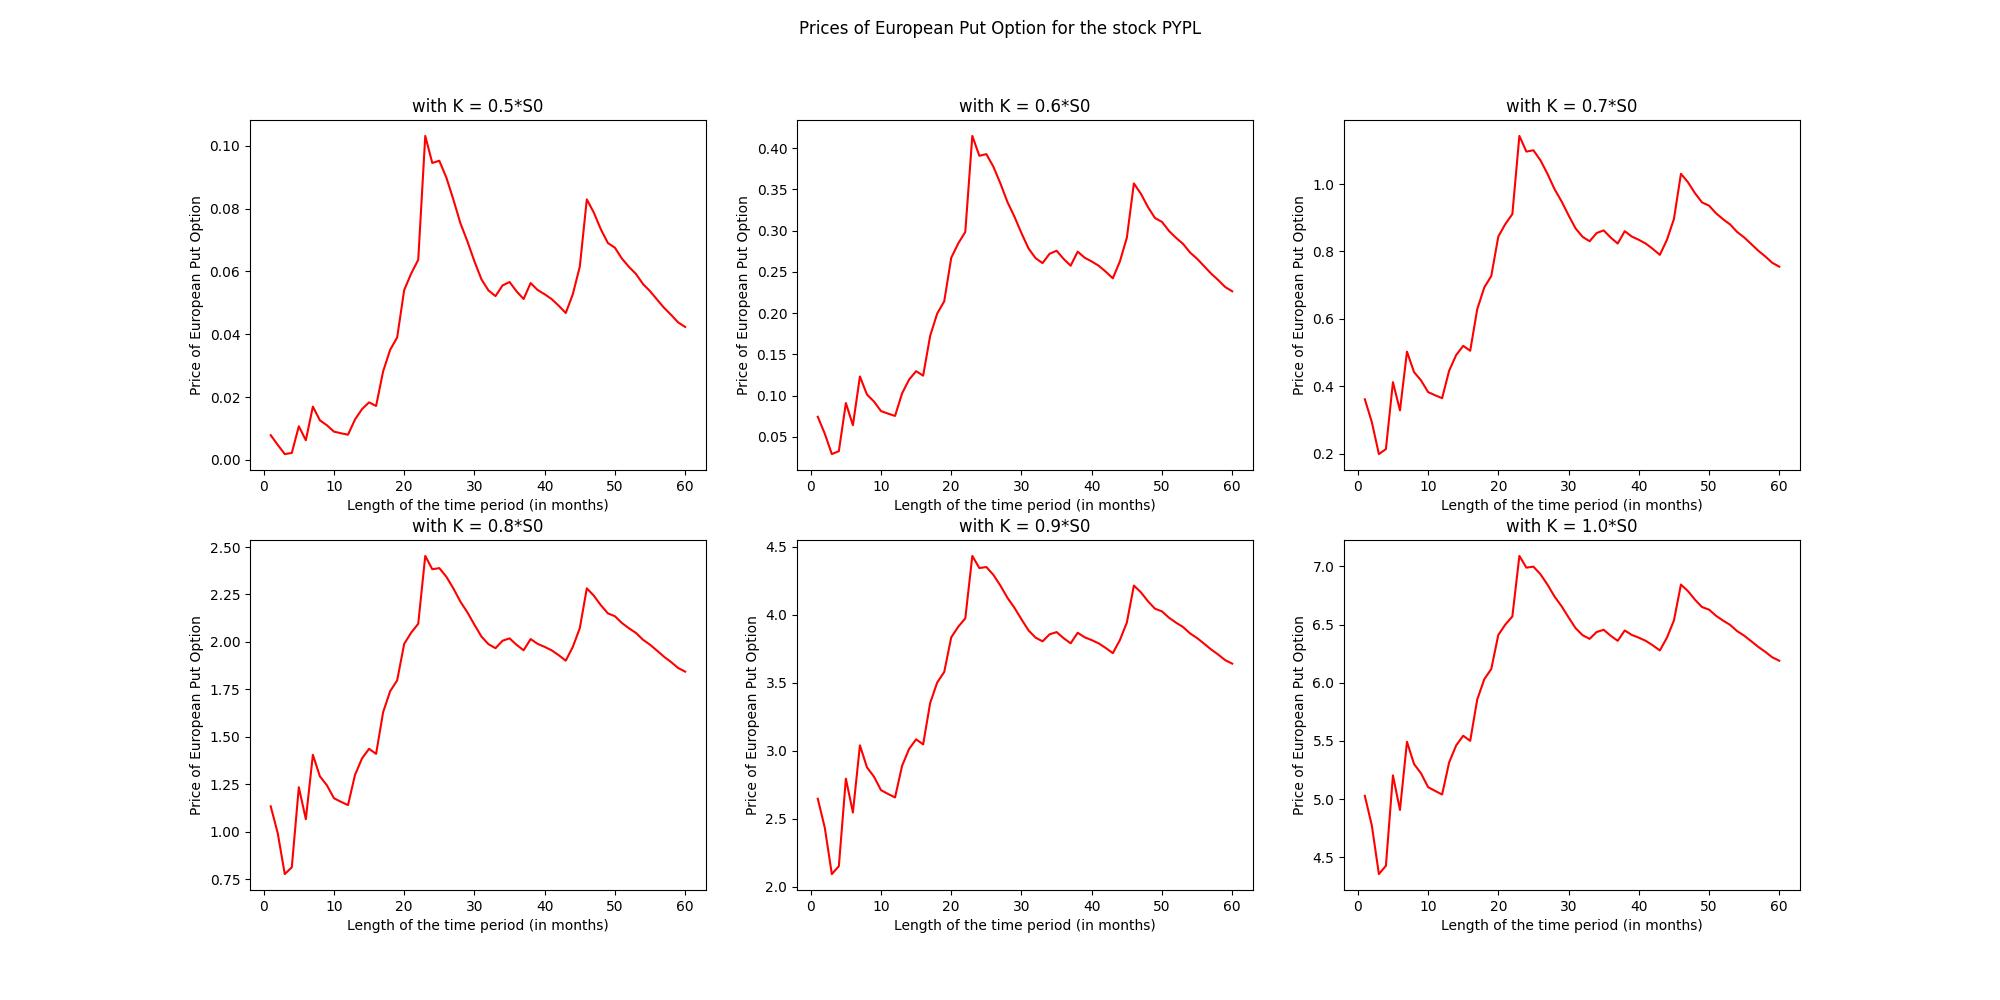 Prices of European Put Option for the stock PYPL
with K = 0.5*S0
Price of European Put Option
0.10
0.08
0.06
0.04
0.02
0.00
0 10 20 30 40 50 60
Length of the time period (in months)
with K = 0.6*S0
Price of European Put Option
0.40
0.35
0.30
0.25
0.20
0.15
0.10
0.05
0 10 20 30 40 50 60
Length of the time period (in months)
with K = 0.7*S0
Price of European Put Option
1.0
0.8
0.6
0.4
0.2
0 10 20 30 40 50 60
Length of the time period (in months)
with K = 0.8*S0
Price of European Put Option
2.50
2.25
2.00
1.75
1.50
1.25
1.00
0.75
0 10 20 30 40 50 60
Length of the time period (in months)
with K = 0.9*S0
Price of European Put Option
4.5
4.0
3.5
3.0
2.5
2.0
0 10 20 30 40 50 60
Length of the time period (in months)
with K = 1.0*S0
Price of European Put Option
7.0
6.5
6.0
5.5
5.0
4.5
0 10 20 30 40 50 60
Length of the time period (in months)